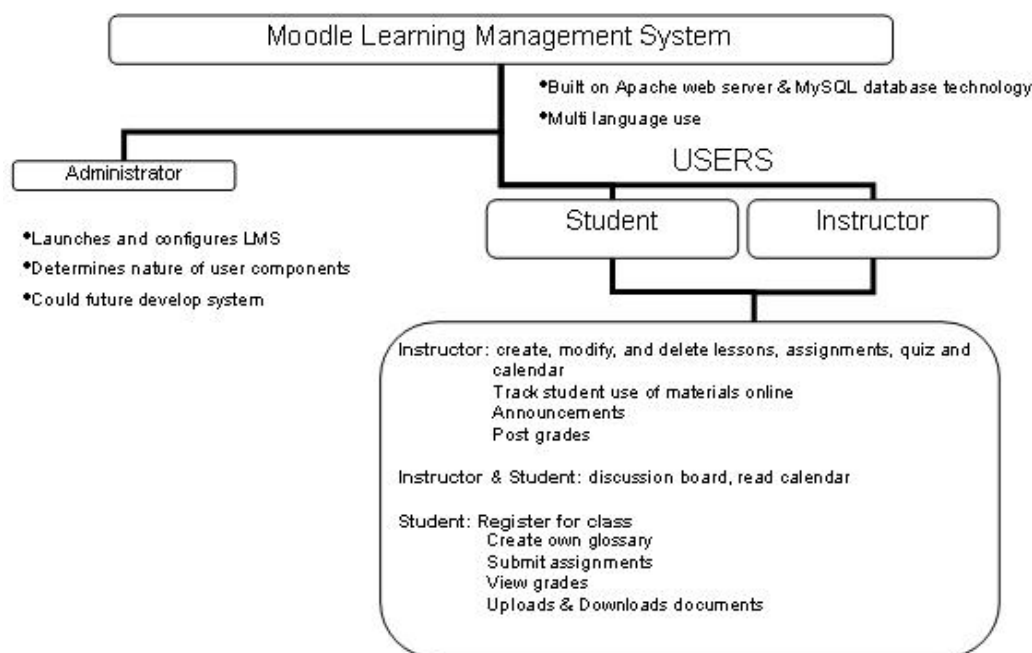 Moodle Learning Management System
•Built on Apache web server & MySQL database technology
•Multi language use
USERS
Administrator
Student
Instructor
•Launches and configures LMS
•Determines nature of user components
•Could future develop system
Instructor: create, modify, and delete lessons, assignments, quiz and
calendar
Track student use of materials online
Announcements
Post grades
Instructor & Student: discussion board, read calendar
Student: Register for class
Create own glossary
Submit assignments
View grades
Uploads & Downloads documents